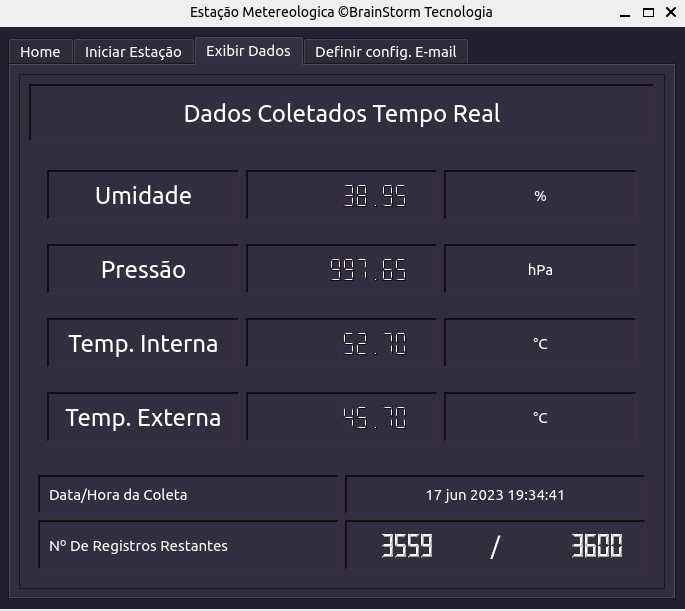 Estação Metereologica ©BrainStorm Tecnologia
Home Iniciar Estação Exibir Dados Definir config. E-mail
Dados Coletados Tempo Real
Umidade 38.95 %
Pressão 997.65 hPa
Temp. Interna 52.70 °C
Temp. Externa 45.70 °C
Data/Hora da Coleta 17 jun 2023 19:34:41
Nº De Registros Restantes 3559 / 3600